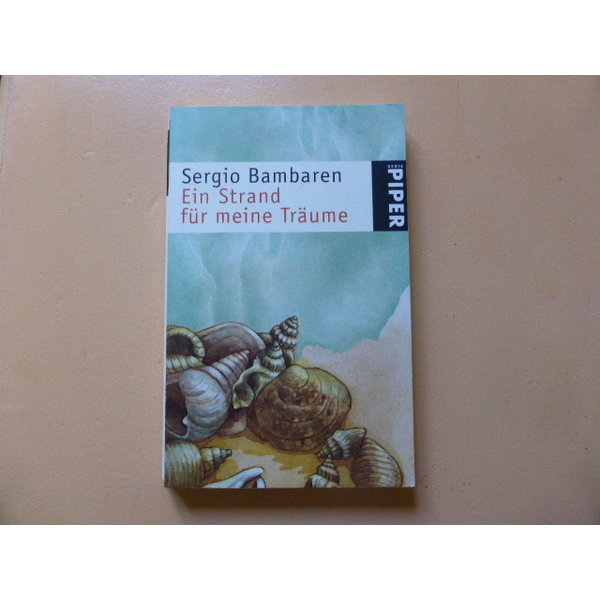 Sergio Bambaren
Ein Strand
für meine Träume
SERIE
PIPER